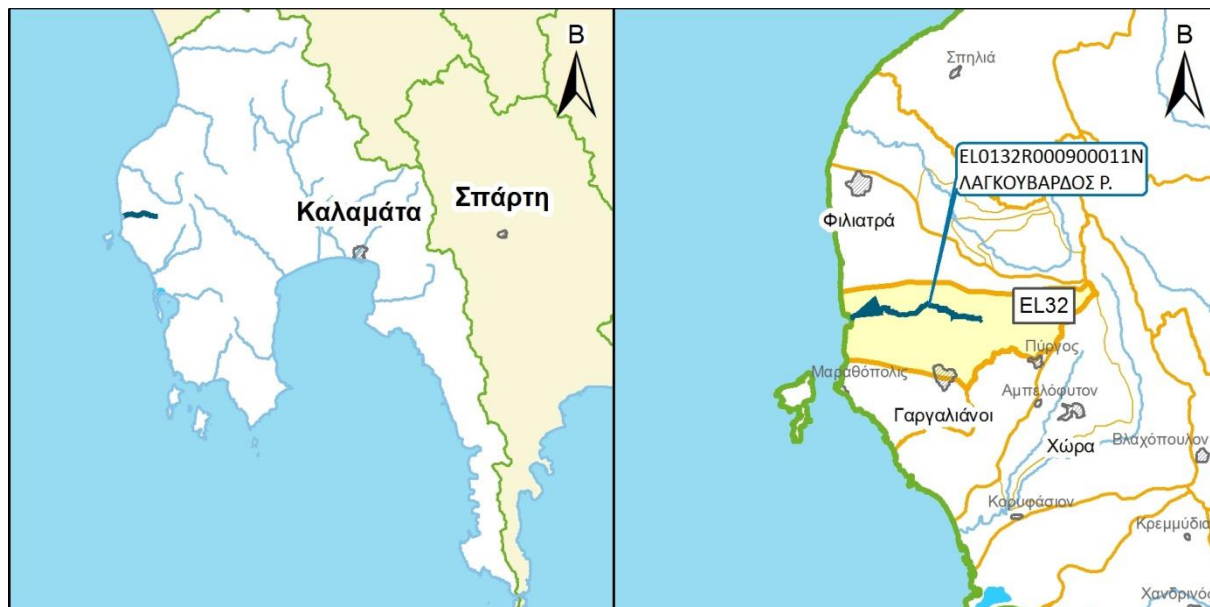 Β
Καλαμάτα
Σπάρτη
Β
Σπηλιά
EL0132R000900011N
ΛΑΓΚΟΥΒΑΡΔΟΣ Ρ.
Φιλιατρά
EL32
Πύργος
Μαραθόπολις
Αμπελόφυτον
Γαργαλιάνοι
Χώρα
Βλαχόπουλον
Κορυφάσιον
Κρεμμύδια
Χανδρινός